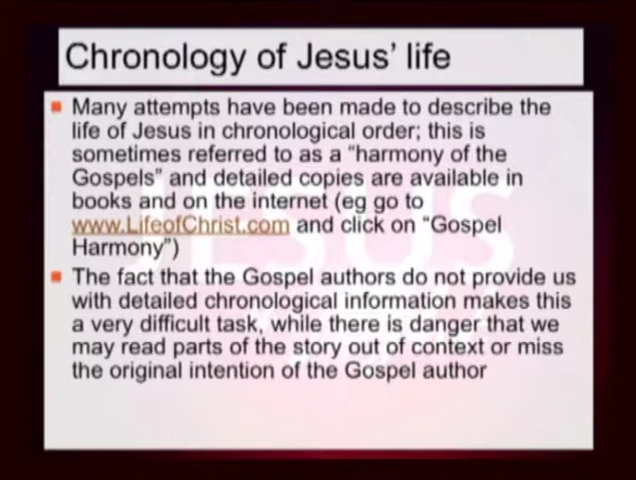 Chronology of Jesus' life
Many attempts have been made to describe the
life of Jesus in chronological order; this is
sometimes referred to as a “harmony of the
Gospels” and detailed copies are available in
books and on the internet (eg go to
www.LifeofChrist.com and click on “Gospel
Harmony”)
The fact that the Gospel authors do not provide us
with detailed chronological information makes this
a very difficult task, while there is danger that we
may read parts of the story out of context or miss
the original intention of the Gospel author
JESUS